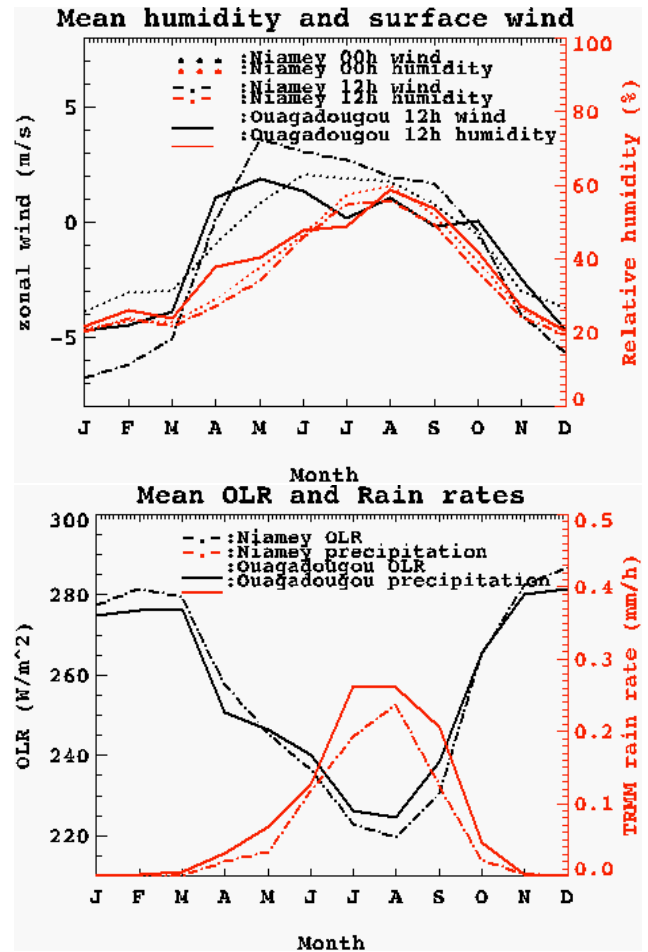 Mean humidity and surface wind
:Niamey 00h wind
:Niamey 00h humidity
:Niamey 12h wind
:Niamey 12h humidity
:Ouagadougou 12h wind
:Ouagadougou 12h humidity
zonal wind (m/s)
5
0
-5
Relative humidity (%)
100
80
60
40
20
0
J F M A M J J A S O N D
Month
Mean OLR and Rain rates
:Niamey OLR
:Niamey precipitation
:Ouagadougou OLR
:Ouagadougou precipitation
OLR (W/m^2)
300
280
260
240
220
TRMM rain rate (mm/h)
0.5
0.4
0.3
0.2
0.1
0.0
J F M A M J J A S O N D
Month